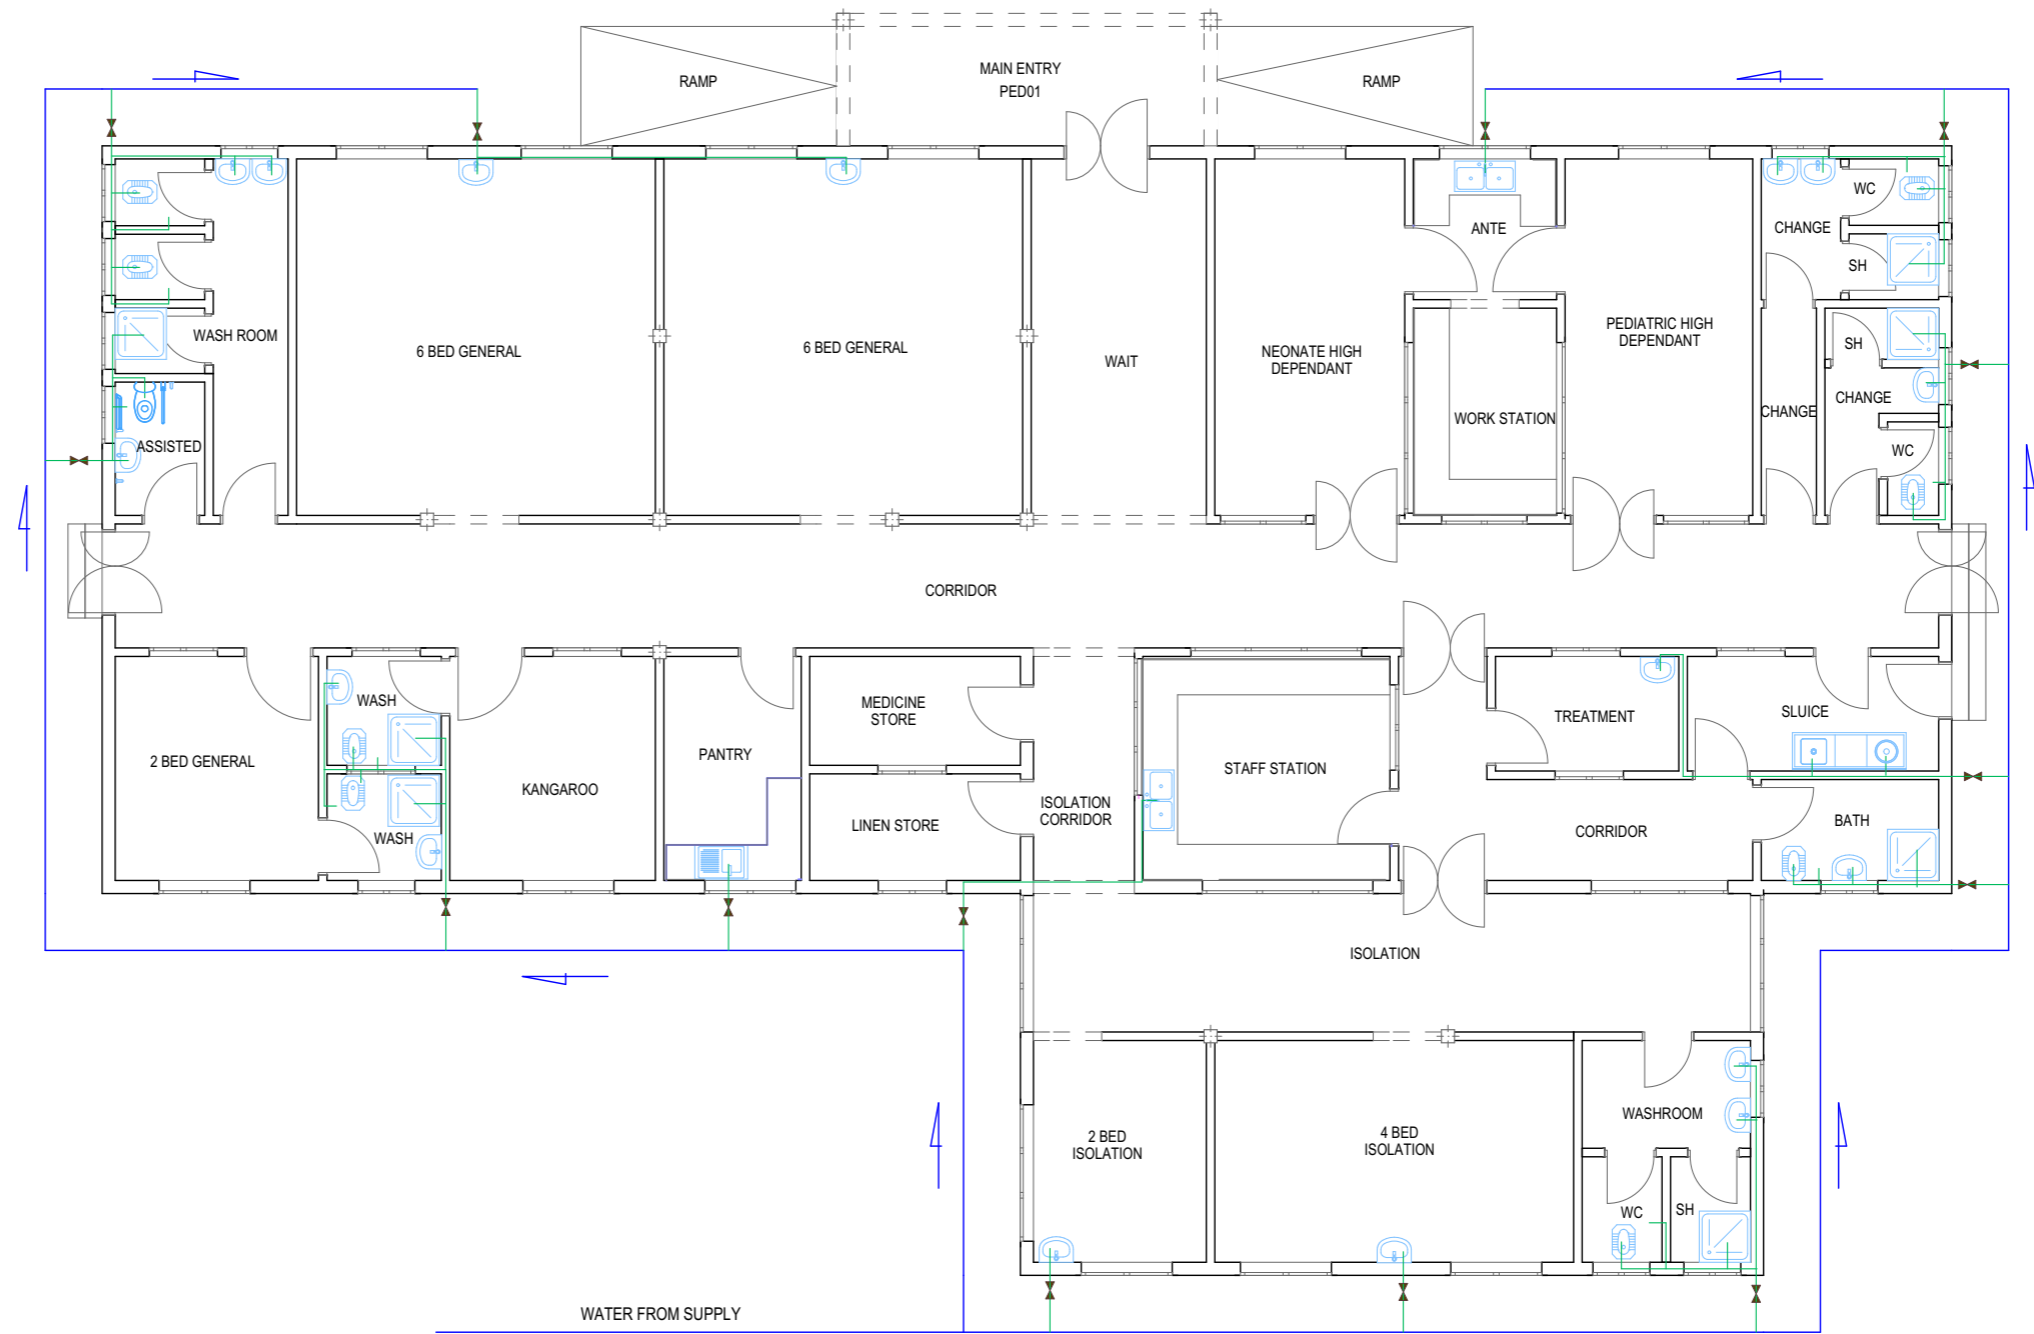 MAIN ENTRY
PED01
RAMP
RAMP
WC
CHANGE
ANTE
SH
WASH ROOM
6 BED GENERAL
6 BED GENERAL
WAIT
NEONATE HIGH
DEPENDANT
PEDIATRIC HIGH
DEPENDANT
SH
CHANGE
CHANGE
WORK STATION
ASSISTED
WC
CORRIDOR
WASH
MEDICINE
STORE
TREATMENT
SLUICE
2 BED GENERAL
PANTRY
STAFF STATION
KANGAROO
ISOLATION
CORRIDOR
LINEN STORE
WASH
CORRIDOR
BATH
ISOLATION
WASHROOM
2 BED
ISOLATION
4 BED
ISOLATION
WC
SH
WATER FROM SUPPLY